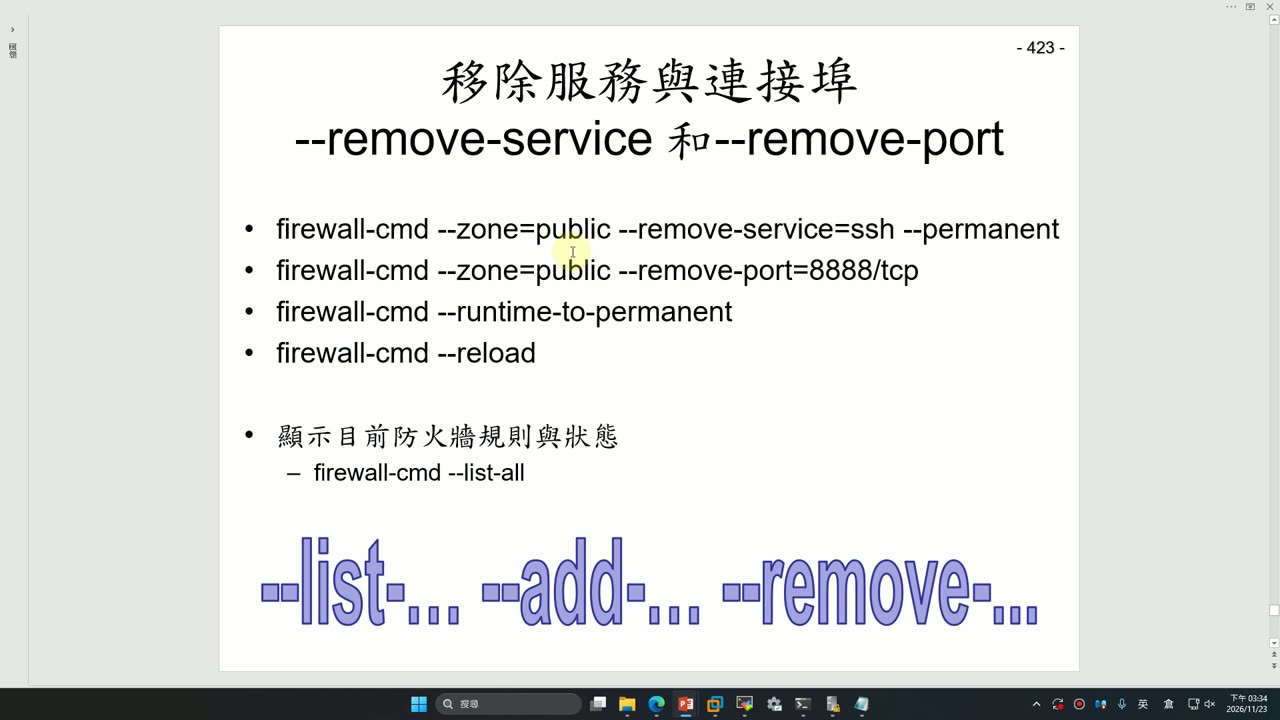 - 423 -
移除服務與連接埠
--remove-service 和--remove-port
• firewall-cmd --zone=public --remove-service=ssh --permanent
• firewall-cmd --zone=public --remove-port=8888/tcp
• firewall-cmd --runtime-to-permanent
• firewall-cmd --reload
• 顯示目前防火牆規則與狀態
– firewall-cmd --list-all
--list-... --add-... --remove-...
搜尋
英
下午 03:34
2026/11/23